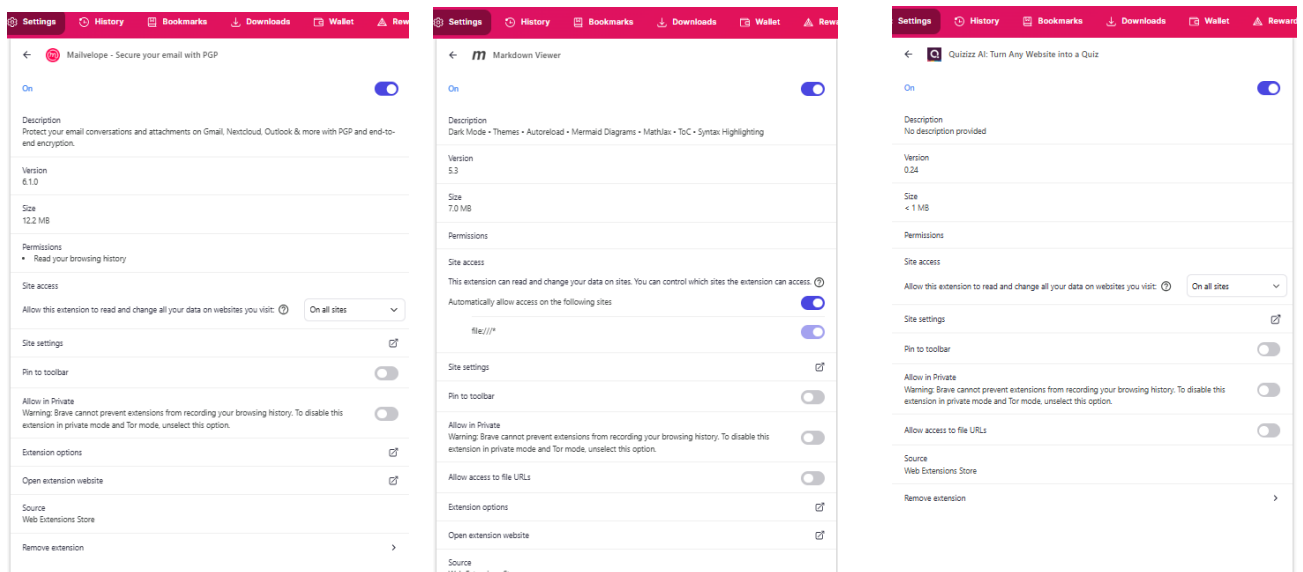 Settings History Bookmarks Downloads Wallet Rew
Mailvelope - Secure your email with PGP
On
Description
Protect your email conversations and attachments on Gmail, Nextcloud, Outlook & more with PGP and end-to-
end encryption.
Version
6.1.0
Size
12.2 MB
Permissions
• Read your browsing history
Site access
Allow this extension to read and change all your data on websites you visit: On all sites
Site settings
Pin to toolbar
Allow in Private
Warning: Brave cannot prevent extensions from recording your browsing history. To disable this
extension in private mode and Tor mode, unselect this option.
Extension options
Open extension website
Source
Web Extensions Store
Remove extension
Settings History Bookmarks Downloads Wallet Rewa
m Markdown Viewer
On
Description
Dark Mode • Themes • Autoreload • Mermaid Diagrams • MathJax • ToC • Syntax Highlighting
Version
5.3
Size
7.0 MB
Permissions
Site access
This extension can read and change your data on sites. You can control which sites the extension can access.
Automatically allow access on the following sites
file:///*
Site settings
Pin to toolbar
Allow in Private
Warning: Brave cannot prevent extensions from recording your browsing history. To disable this
extension in private mode and Tor mode, unselect this option.
Allow access to file URLs
Extension options
Open extension website
Source
Settings History Bookmarks Downloads Wallet Reward
Quizizz AI: Turn Any Website into a Quiz
On
Description
No description provided
Version
0.24
Size
< 1 MB
Permissions
Site access
Allow this extension to read and change all your data on websites you visit: On all sites
Site settings
Pin to toolbar
Allow in Private
Warning: Brave cannot prevent extensions from recording your browsing history. To disable this
extension in private mode and Tor mode, unselect this option.
Allow access to file URLs
Source
Web Extensions Store
Remove extension